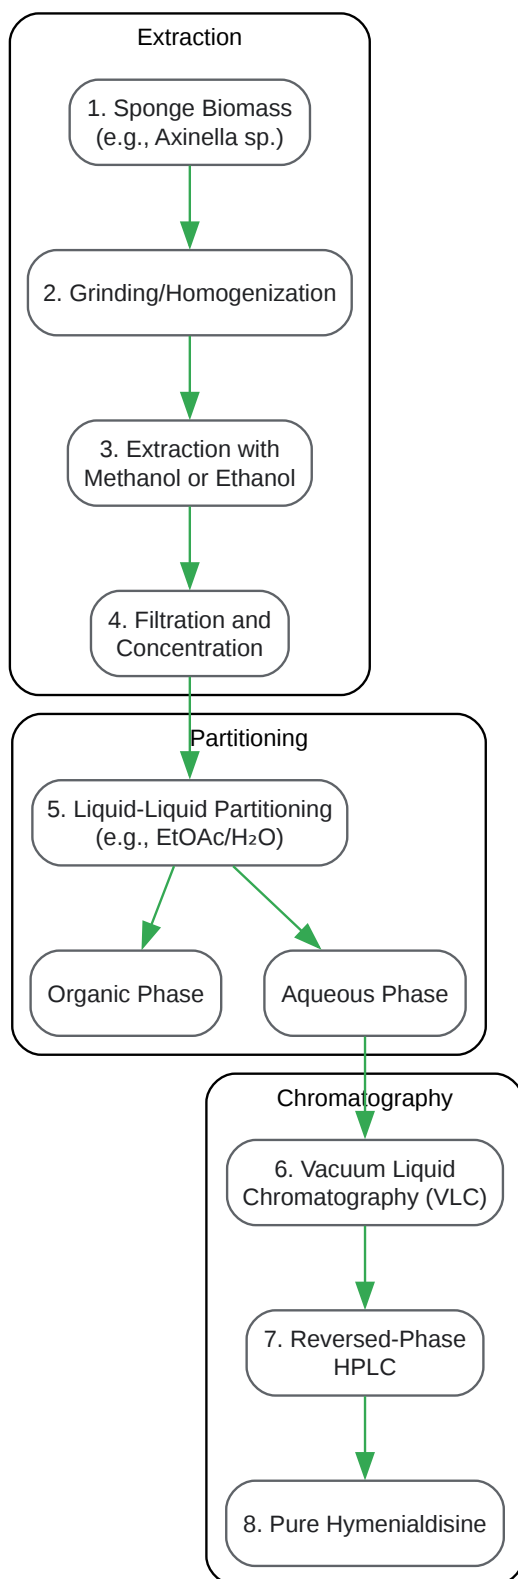 Extraction
1. Sponge Biomass
(e.g., Axinella sp.)
2. Grinding/Homogenization
3. Extraction with
Methanol or Ethanol
4. Filtration and
Concentration
Partitioning
5. Liquid-Liquid Partitioning
(e.g., EtOAc/H₂O)
Organic Phase
Aqueous Phase
Chromatography
6. Vacuum Liquid
Chromatography (VLC)
7. Reversed-Phase
HPLC
8. Pure Hymenialdisine